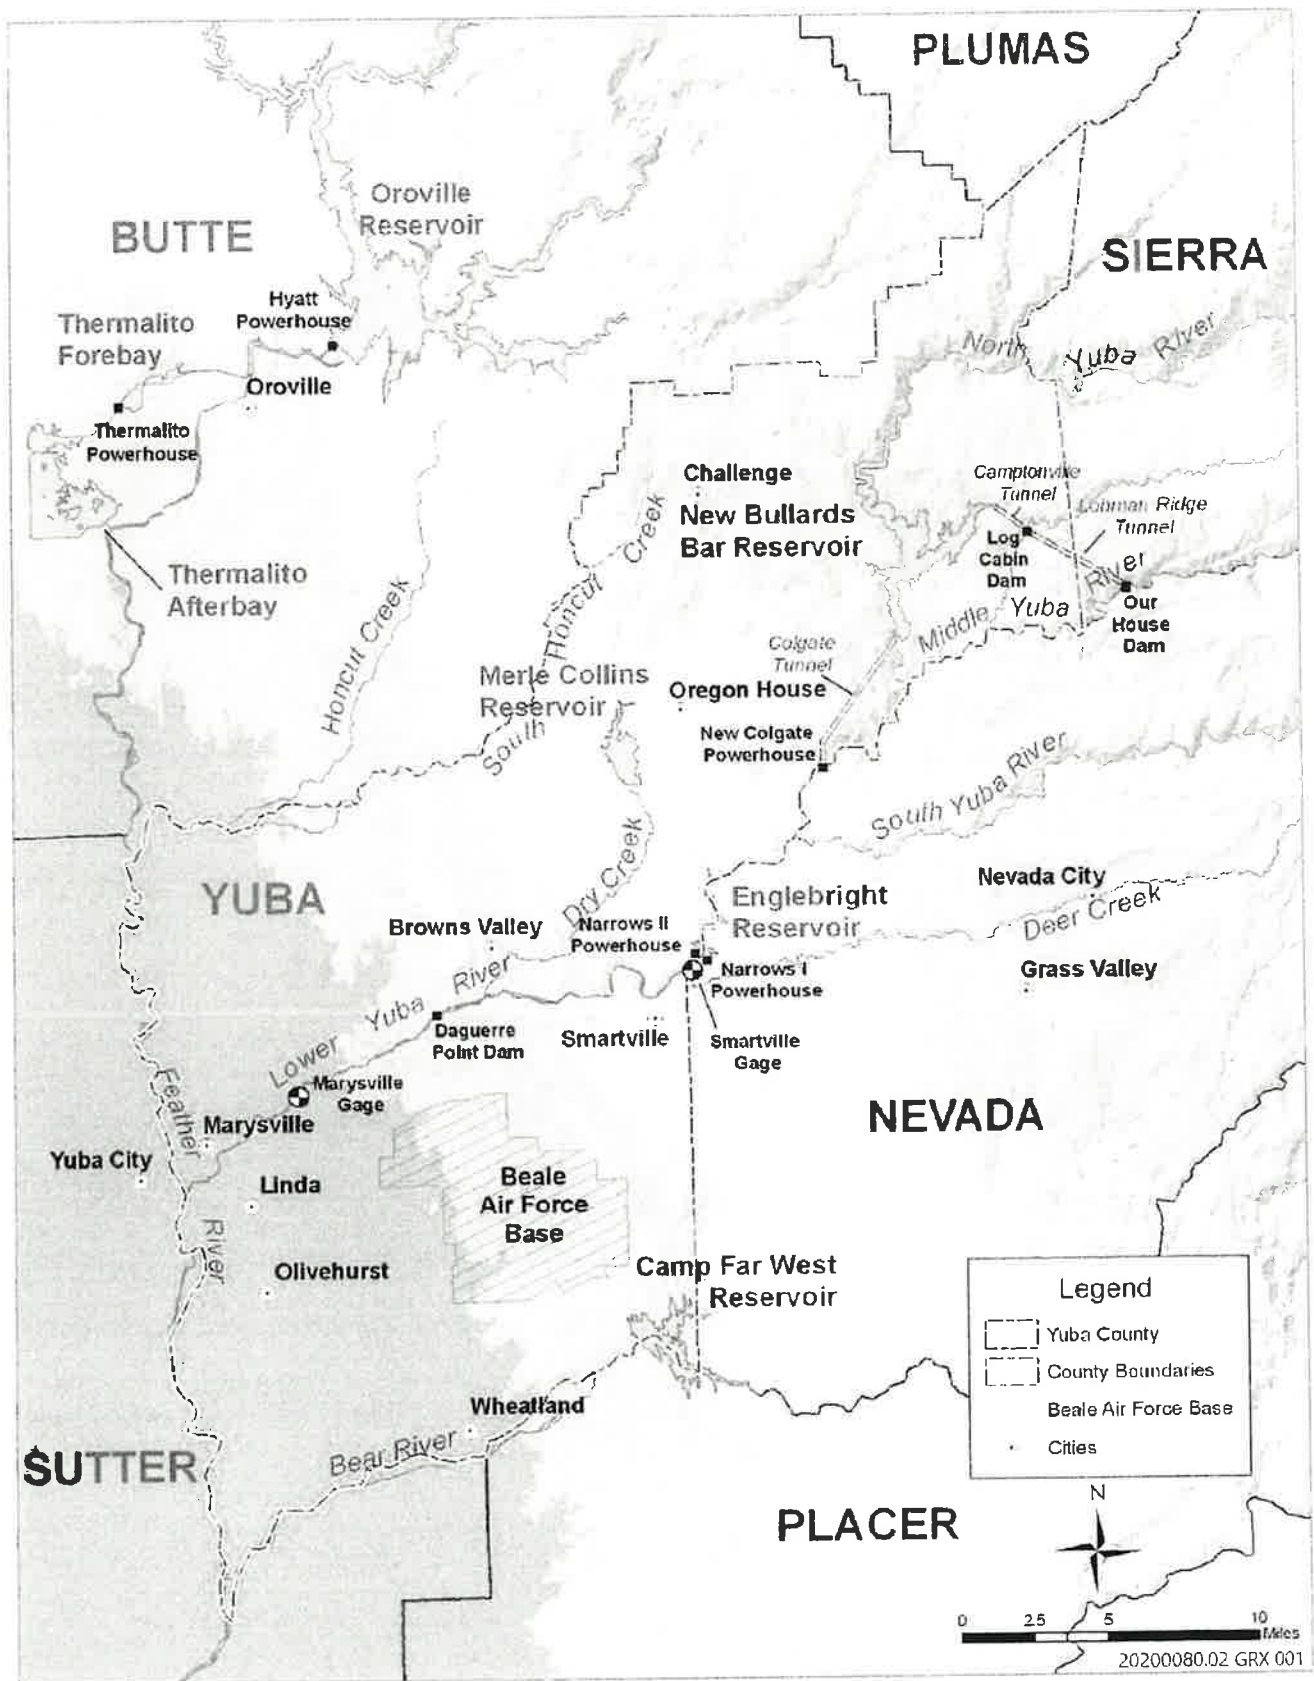 PLUMAS
Oroville
Reservoir
BUTTE
SIERRA
Hyatt
Powerhouse
Thermalito
Forebay
North Yuba River
Oroville
Thermalito
Powerhouse
Challenge
Camptonville
Tunnel
New Bullards
Bar Reservoir
Lohman Ridge
Tunnel
Log
Cabin
Dam
Thermalito
Afterbay
Honcut Creek
South Honcut Creek
Middle Yuba River
Our
House
Dam
Colgate
Tunnel
Merle Collins
Reservoir
Oregon House
New Colgate
Powerhouse
South Yuba River
YUBA
Dry Creek
Nevada City
Englebright
Reservoir
Deer Creek
Browns Valley
Narrows II
Powerhouse
Narrows I
Powerhouse
Grass Valley
Lower Yuba River
Daguerre
Point Dam
Smartville
Smartville
Gage
Marysville
Gage
Feather River
Marysville
NEVADA
Yuba City
Linda
Beale
Air Force
Base
Olivehurst
Camp Far West
Reservoir
Legend
Yuba County
County Boundaries
Beale Air Force Base
Cities
Wheatland
Bear River
SUTTER
PLACER
N
0 2.5 5 10
Miles
20200080.02 GRX 001